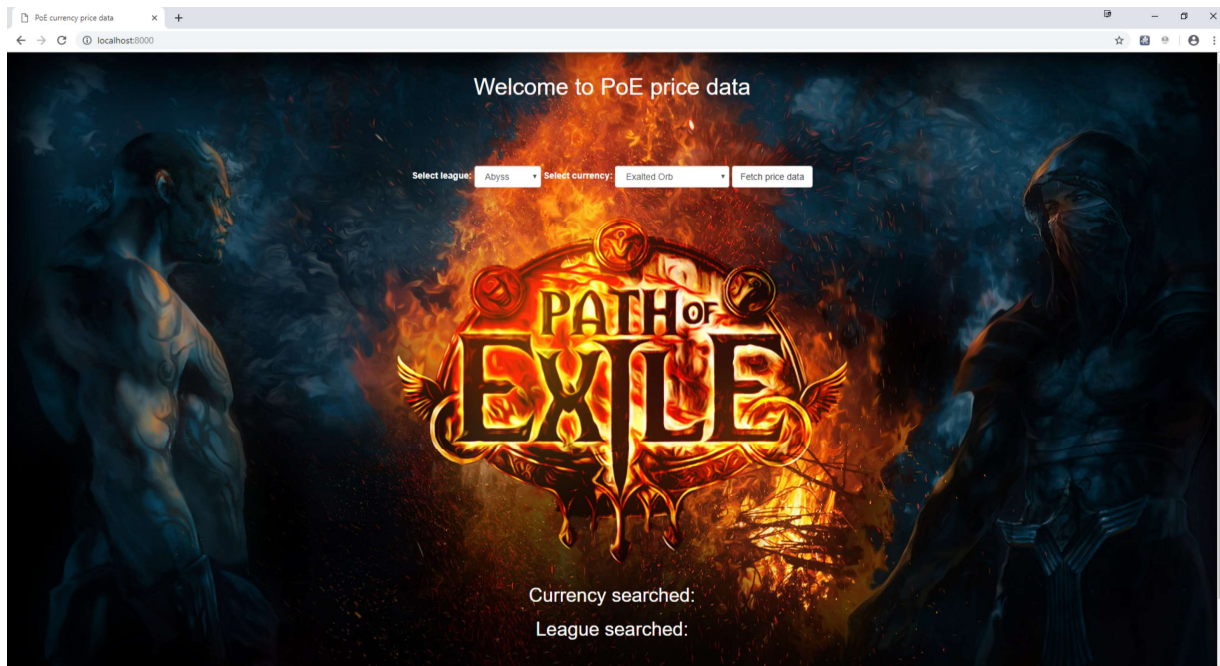 PoE currency price data
localhost:8000
Welcome to PoE price data
Select league: Abyss Select currency: Exalted Orb Fetch price data
PATH OF
EXILE
Currency searched:
League searched: